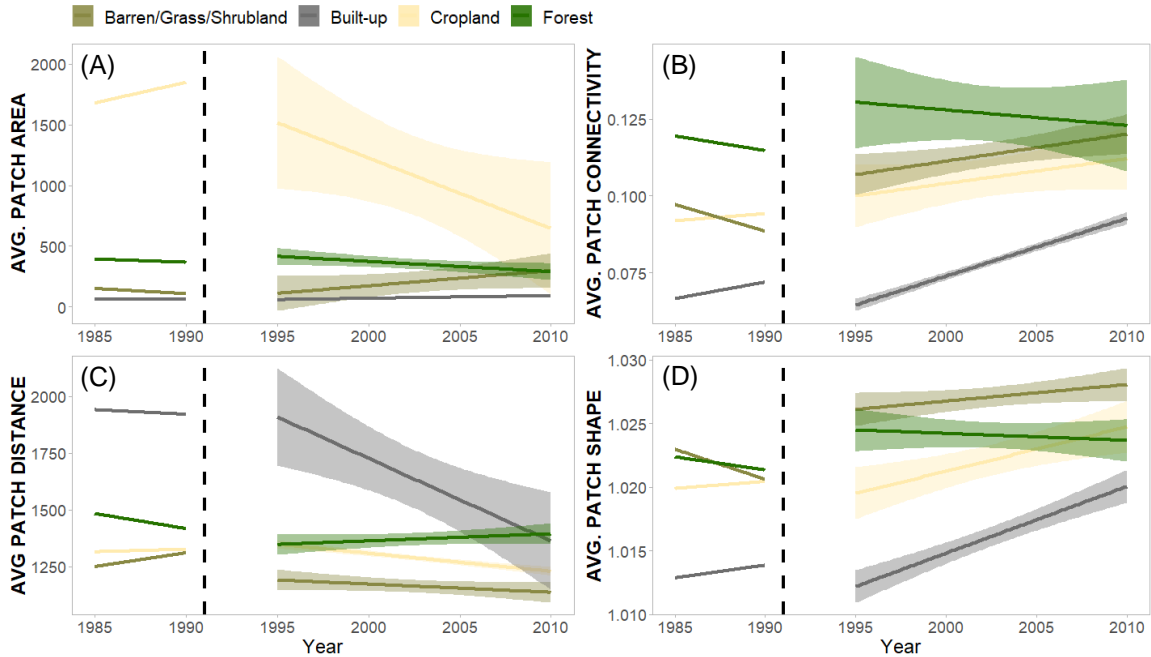 Barren/Grass/Shrubland Built-up Cropland Forest
(A)
AVG. PATCH AREA
2000
1500
1000
500
0
1985 1990 1995 2000 2005 2010
(B)
AVG. PATCH CONNECTIVITY
0.125
0.100
0.075
1985 1990 1995 2000 2005 2010
(C)
AVG PATCH DISTANCE
2000
1750
1500
1250
1985 1990 1995 2000 2005 2010
Year
(D)
AVG. PATCH SHAPE
1.030
1.025
1.020
1.015
1.010
1985 1990 1995 2000 2005 2010
Year